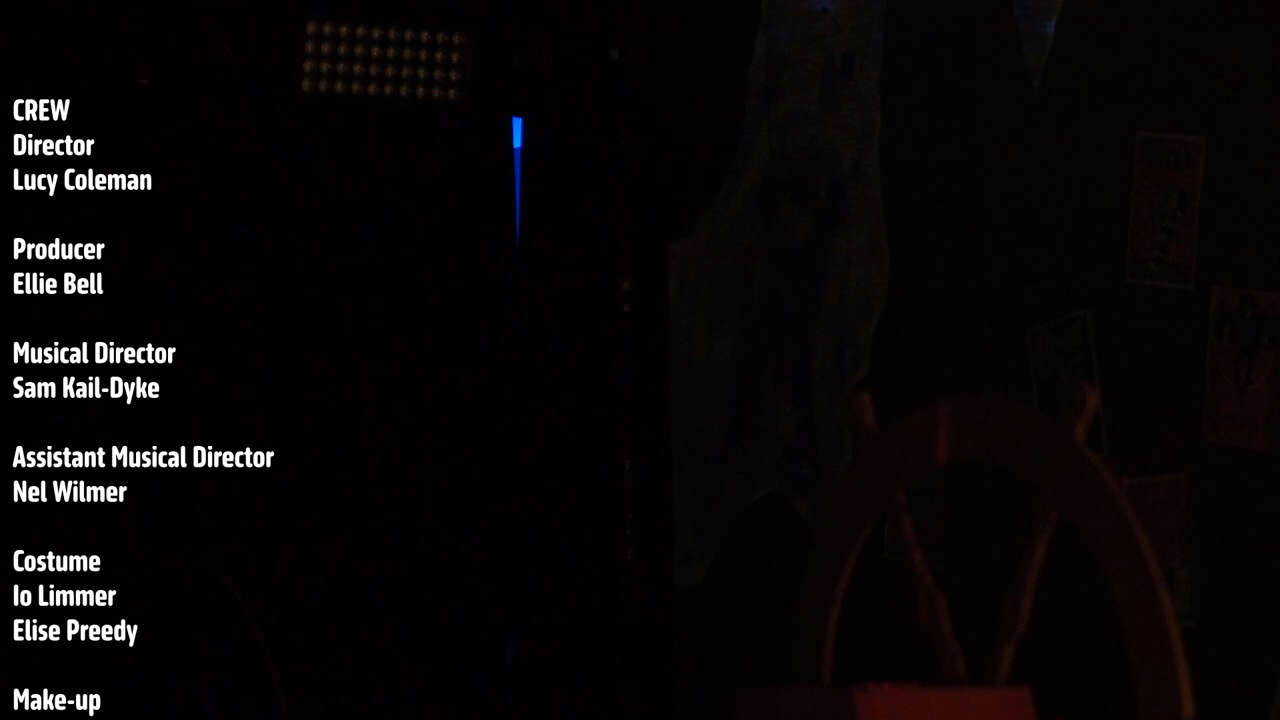 CREW
Director
Lucy Coleman
Producer
Ellie Bell
Musical Director
Sam Kail-Dyke
Assistant Musical Director
Nel Wilmer
Costume
Io Limmer
Elise Preedy
Make-up